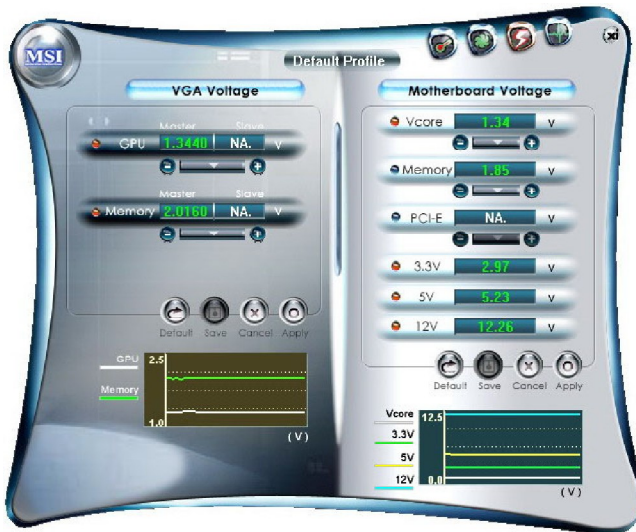 MSI
Default Profile
xi
VGA Voltage
Master Slave
GPU 1.3440 NA. V
Master Slave
Memory 2.0160 NA. V
Default Save Cancel Apply
GPU
Memory
2.5
1.0
(V)
Motherboard Voltage
Vcore 1.34 V
Memory 1.85 V
PCI-E NA. V
3.3V 2.97 V
5V 5.23 V
12V 12.26 V
Default Save Cancel Apply
Vcore
3.3V
5V
12V
12.5
0.0
(V)